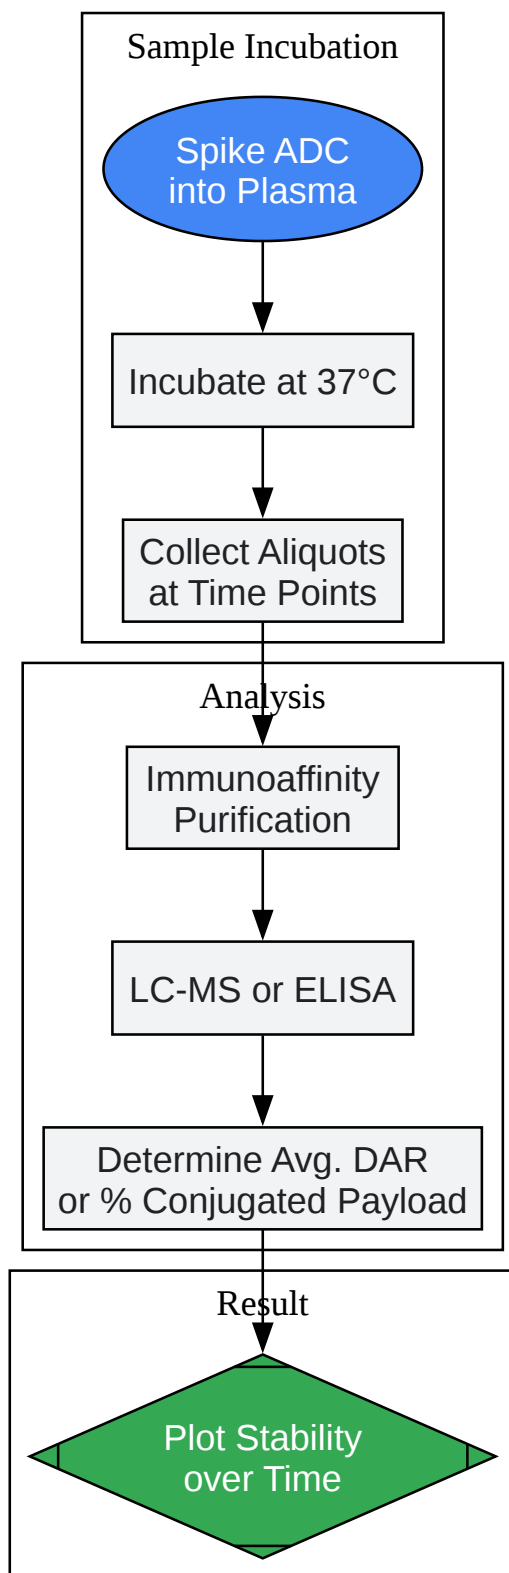 Sample Incubation
Spike ADC
into Plasma
Incubate at 37°C
Collect Aliquots
at Time Points
Analysis
Immunoaffinity
Purification
LC-MS or ELISA
Determine Avg. DAR
or % Conjugated Payload
Result
Plot Stability
over Time